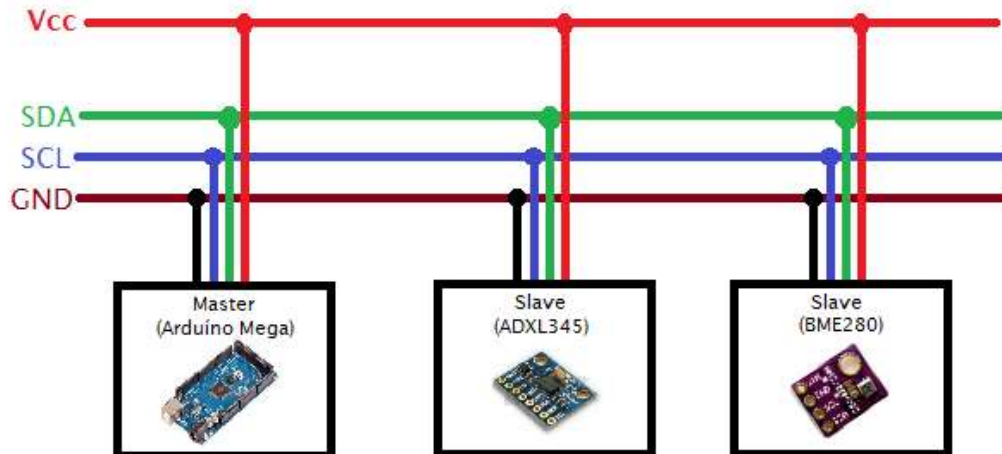 Vcc
SDA
SCL
GND
Master
(Arduíno Mega)
Slave
(ADXL345)
Slave
(BME280)